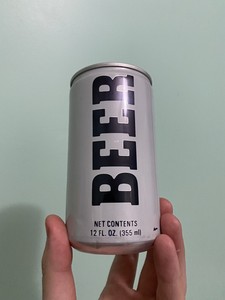 BEER
NET CONTENTS
12 FL. OZ. (355 ml)